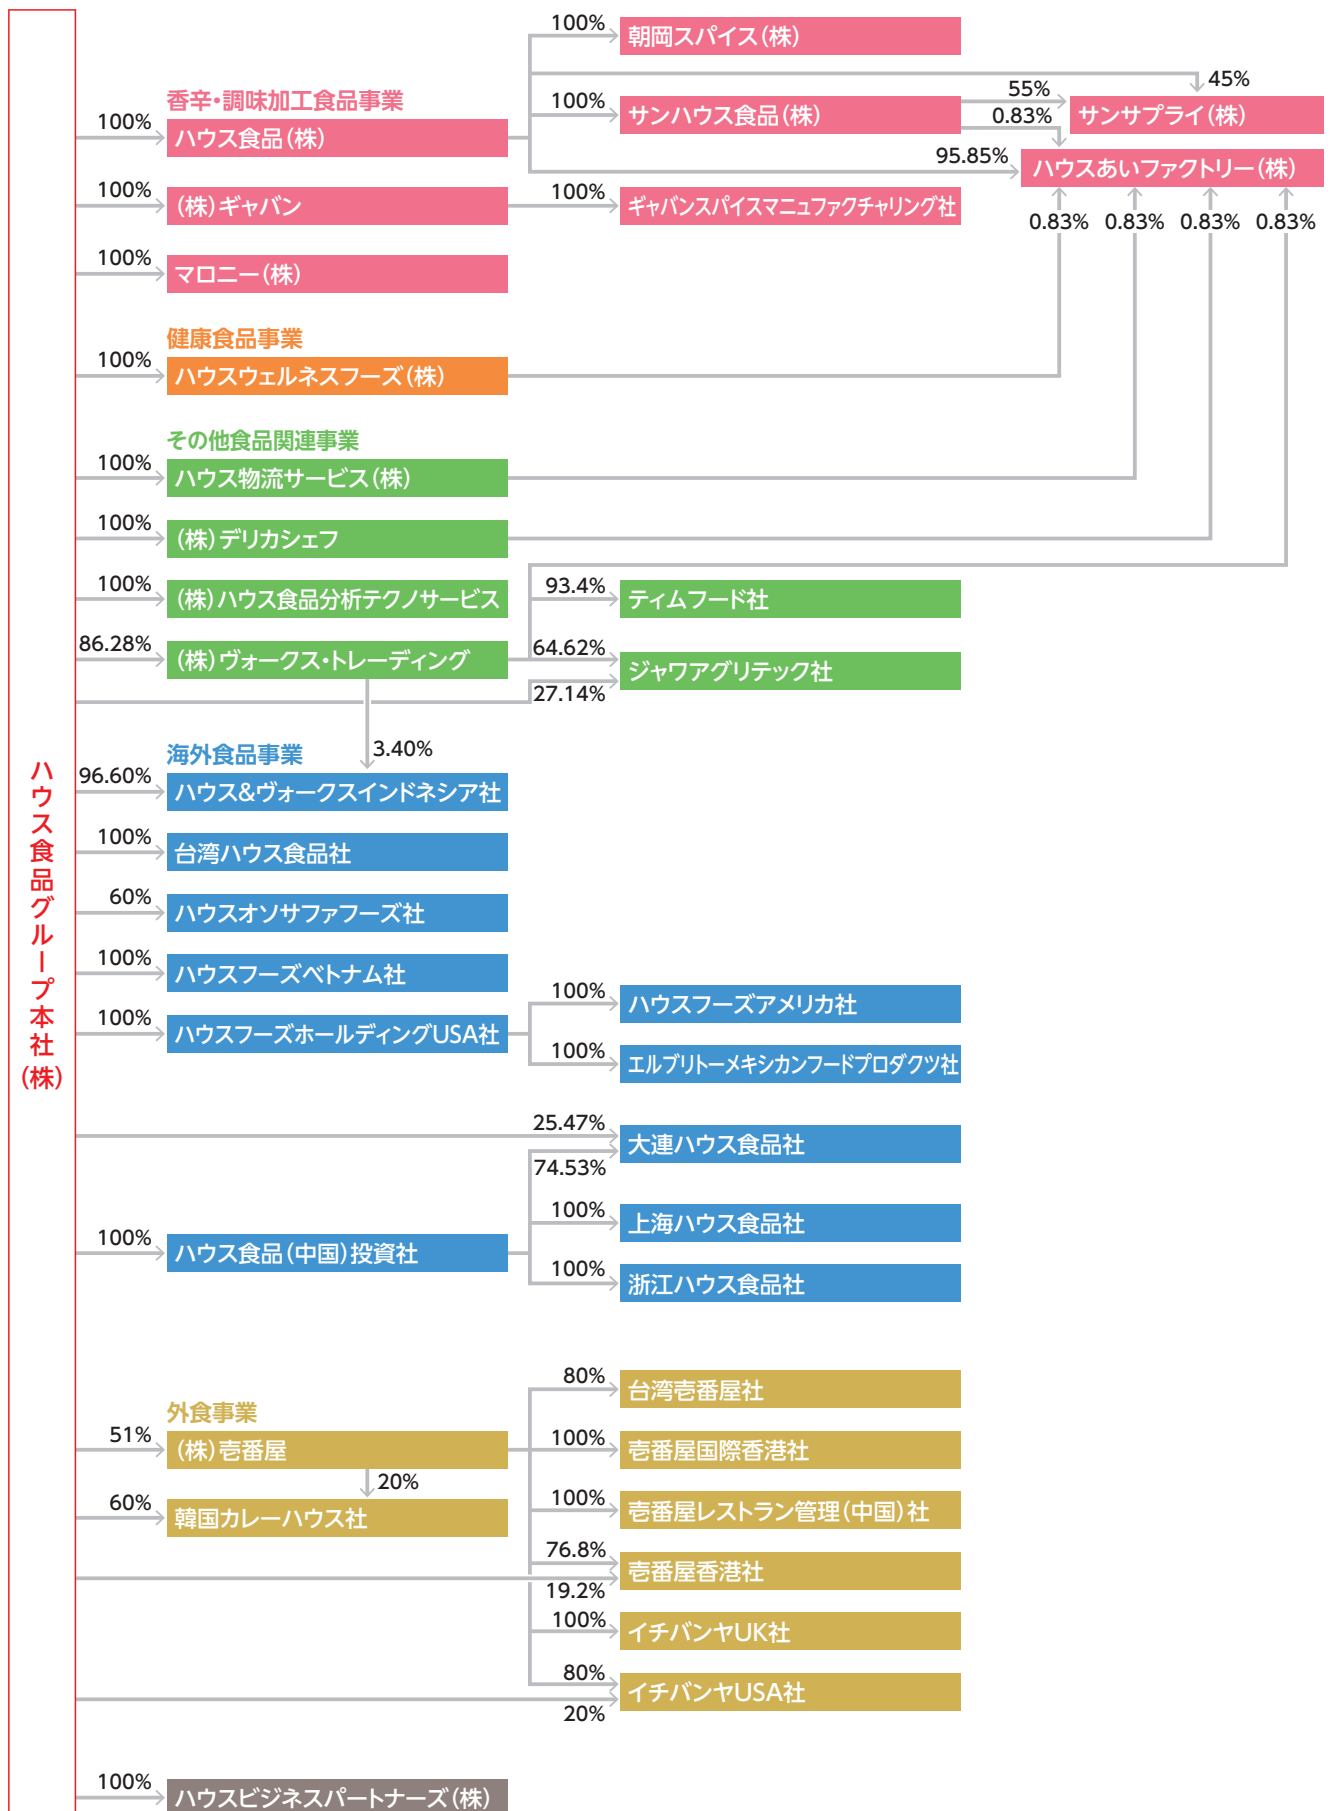 ハウス食品グループ本社(株)
香辛・調味加工食品事業
100%
ハウス食品(株)
100%
朝岡スパイス(株)
100%
サンハウス食品(株)
55%
45%
サンサプライ(株)
0.83%
95.85%
ハウスあいファクトリー(株)
0.83%
0.83%
0.83%
0.83%
100%
(株)ギャバン
100%
ギャバンスパイスマニュファクチャリング社
100%
マロニー(株)
健康食品事業
100%
ハウスウェルネスフーズ(株)
その他食品関連事業
100%
ハウス物流サービス(株)
100%
(株)デリカシェフ
100%
(株)ハウス食品分析テクノサービス
93.4%
ティムフード社
86.28%
(株)ヴォークス・トレーディング
64.62%
ジャワアグリテック社
27.14%
3.40%
海外食品事業
96.60%
ハウス&ヴォークスインドネシア社
100%
台湾ハウス食品社
60%
ハウスオソサファフーズ社
100%
ハウスフーズベトナム社
100%
ハウスフーズホールディングUSA社
100%
ハウスフーズアメリカ社
100%
エルブリトーメキシカンフードプロダクツ社
25.47%
大連ハウス食品社
74.53%
100%
上海ハウス食品社
100%
ハウス食品(中国)投資社
100%
浙江ハウス食品社
外食事業
80%
台湾壱番屋社
51%
(株)壱番屋
100%
壱番屋国際香港社
20%
60%
韓国カレーハウス社
100%
壱番屋レストラン管理(中国)社
76.8%
壱番屋香港社
19.2%
100%
イチバンヤUK社
80%
イチバンヤUSA社
20%
100%
ハウスビジネスパートナーズ(株)